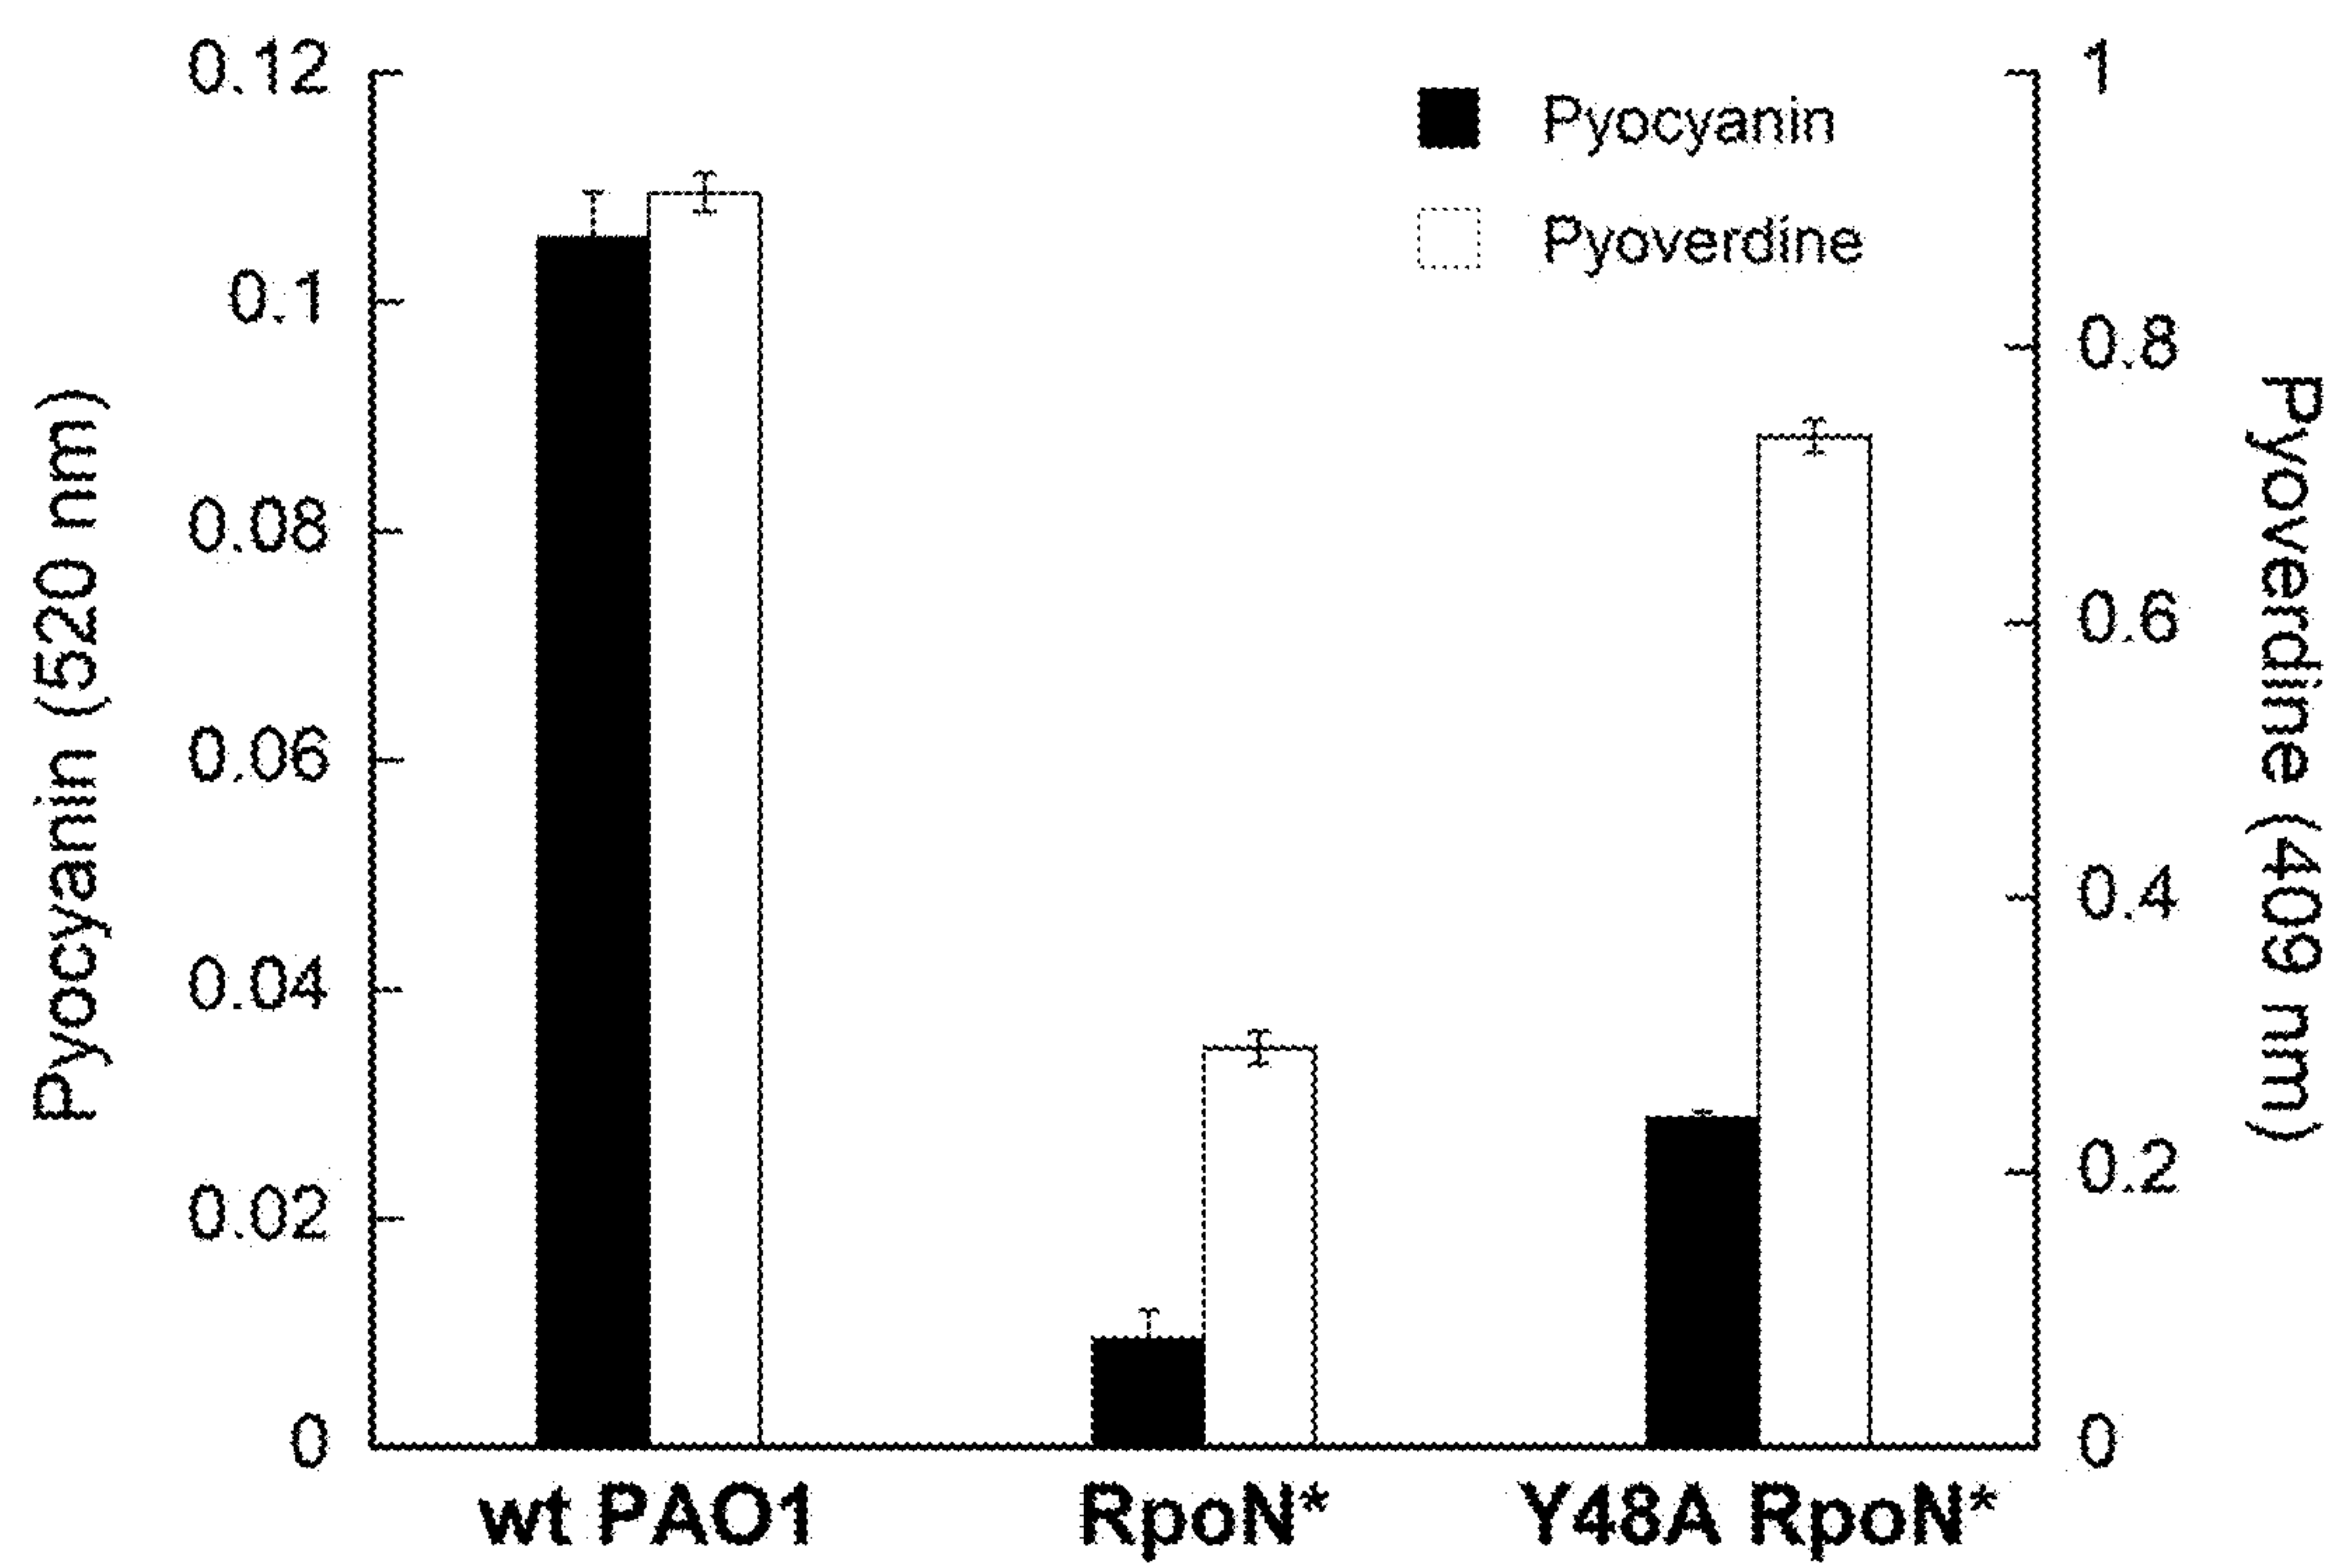 Pyocyanin (520 nm)
0.12
0.1
0.08
0.06
0.04
0.02
0
Pyocyanin
Pyoverdine
1
0.8
0.6
0.4
0.2
0
Pyoverdine (409 nm)
wt PAO1
RpoN*
Y48A RpoN*